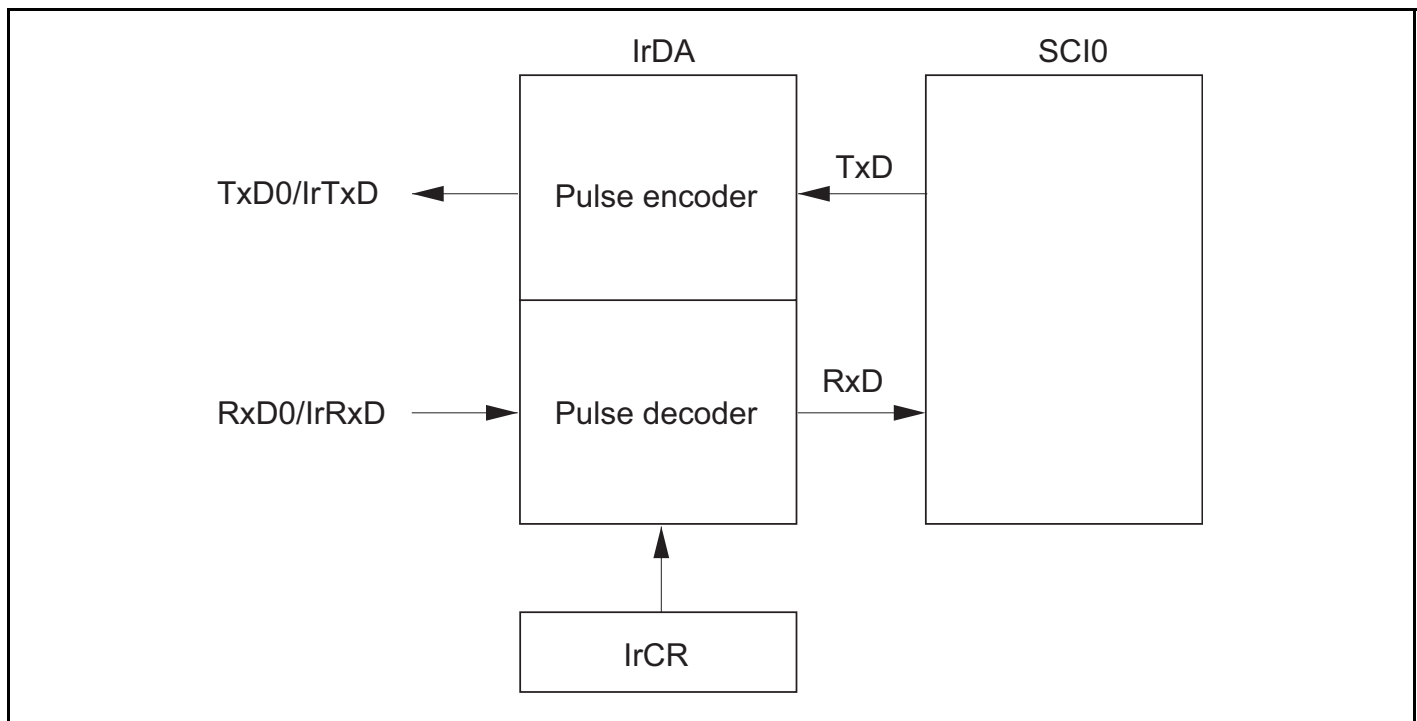 IrDA
SCI0
TxD0/IrTxD
Pulse encoder
TxD
RxD0/IrRxD
Pulse decoder
RxD
IrCR